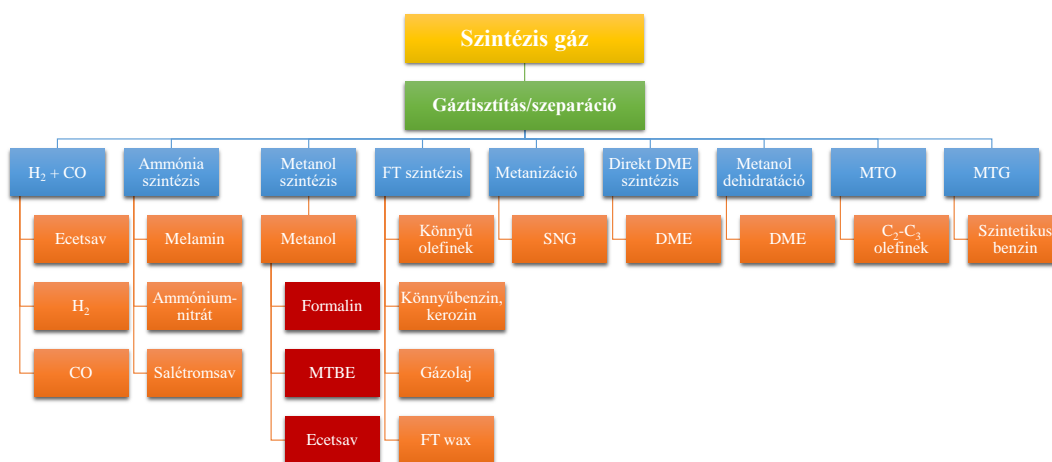 Szintézis gáz
Gáztisztítás/szeparáció
H₂ + CO
Ammónia
szintézis
Metanol
szintézis
FT szintézis
Metanizáció
Direkt DME
szintézis
Metanol
dehidratáció
MTO
MTG
Ecetsav
Melamin
Metanol
Könnyű
olefinek
SNG
DME
DME
C₂-C₃
olefinek
Szintetikus
benzin
H₂
Ammónium-
nitrát
Formalin
Könnyűbenzin,
kerozin
CO
Salétromsav
MTBE
Gázolaj
Ecetsav
FT wax